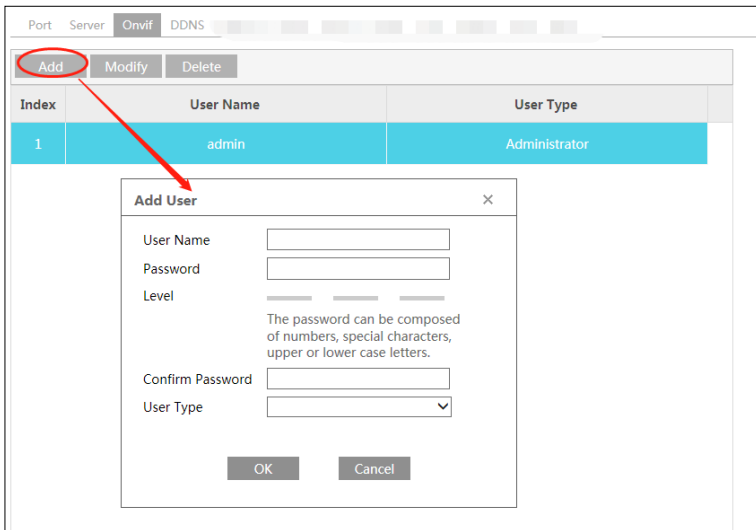 Port Server Onvif DDNS
Add Modify Delete
Index User Name User Type
1 admin Administrator
Add User ×
User Name
Password
Level
The password can be composed
of numbers, special characters,
upper or lower case letters.
Confirm Password
User Type
OK Cancel